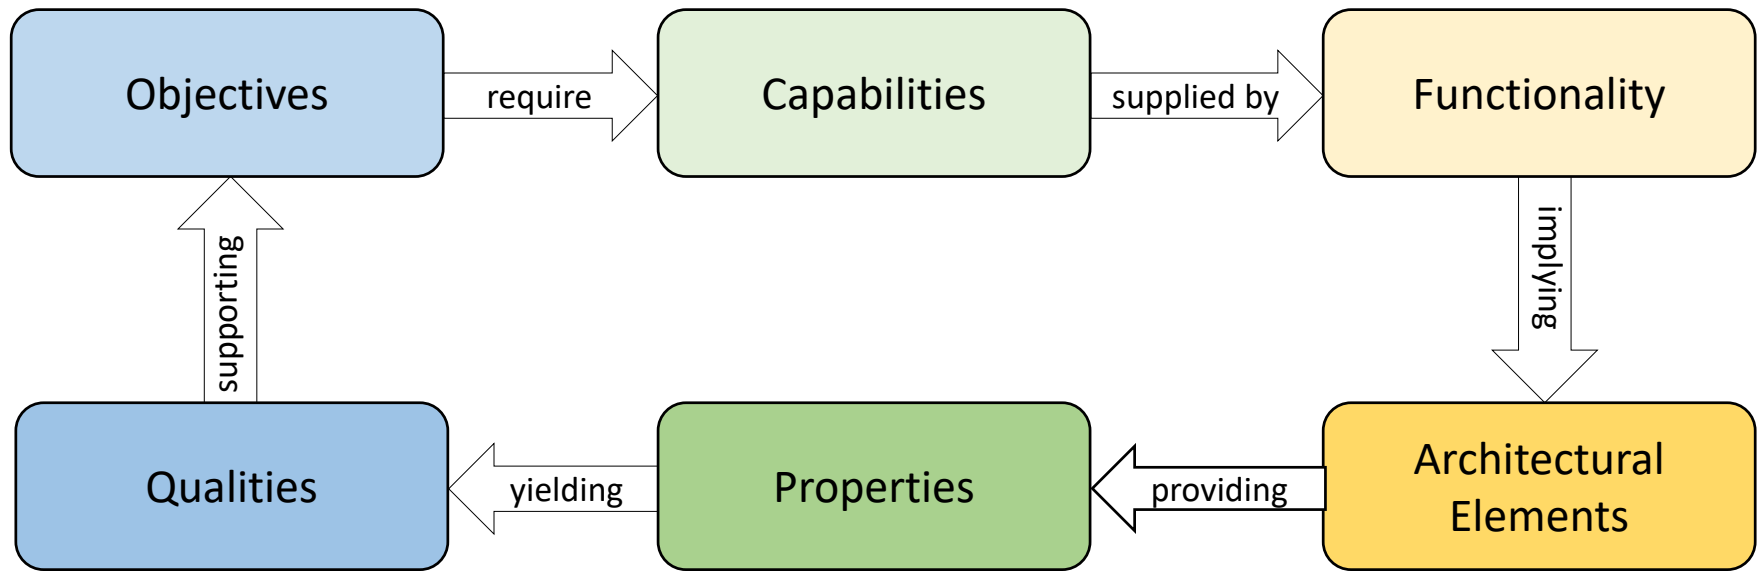 Objectives
require
Capabilities
supplied by
Functionality
implying
Architectural
Elements
providing
Properties
yielding
Qualities
supporting